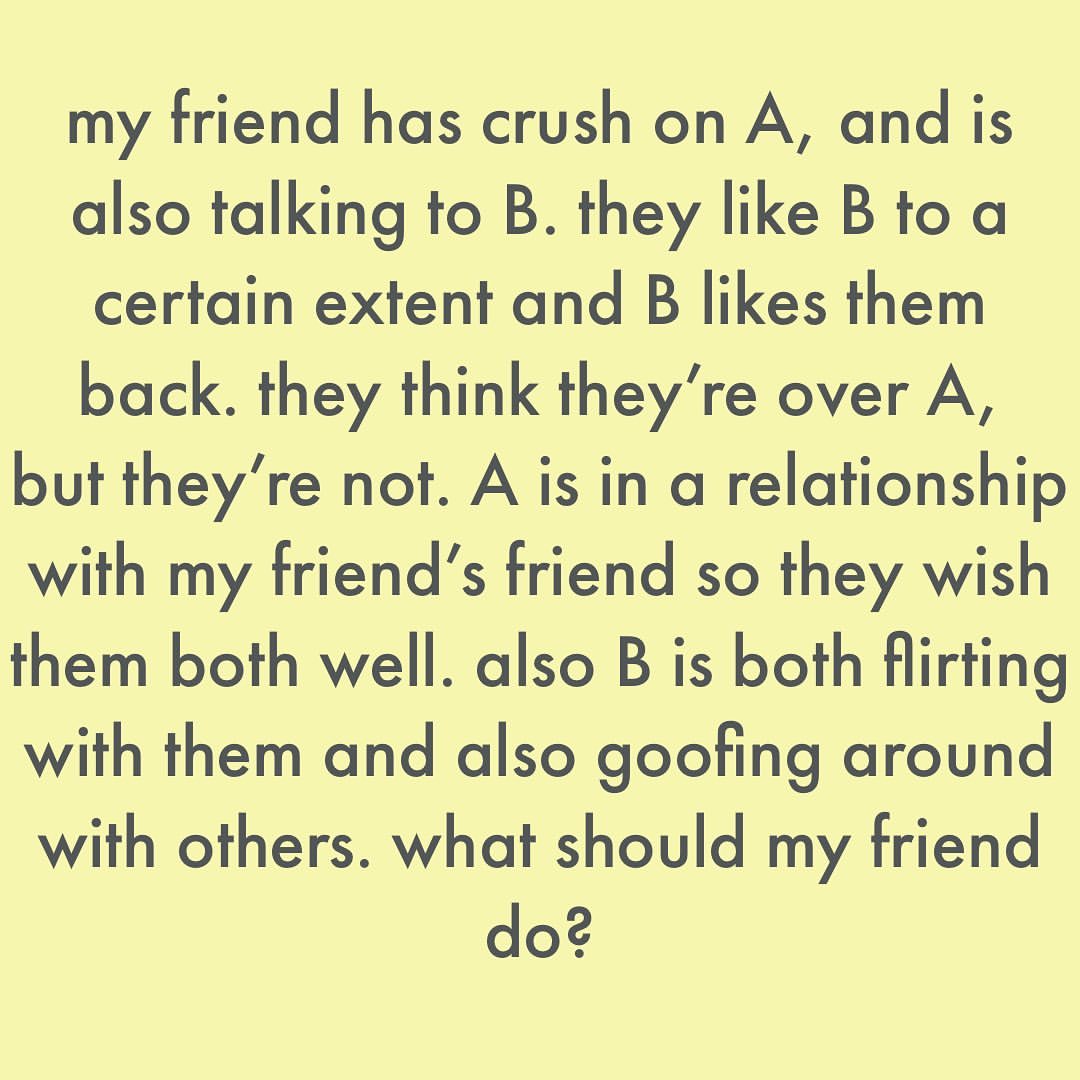 my friend has crush on A, and is
also talking to B. they like B to a
certain extent and B likes them
back. they think they’re over A,
but they’re not. A is in a relationship
with my friend’s friend so they wish
them both well. also B is both flirting
with them and also goofing around
with others. what should my friend
do?